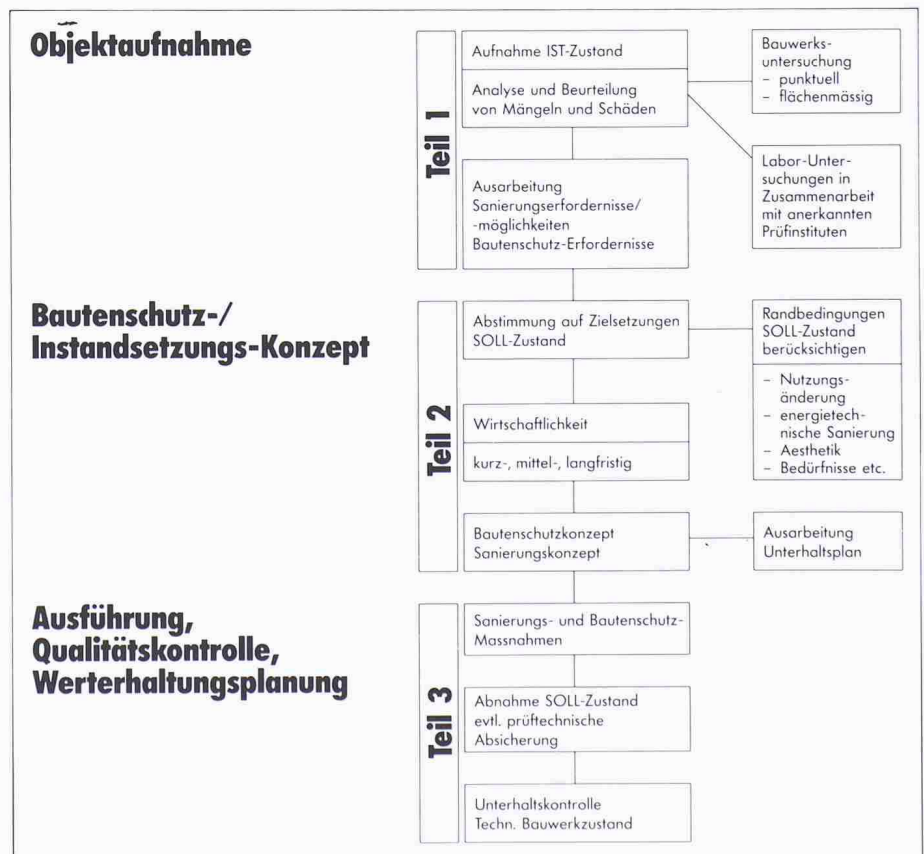 Objektaufnahme
Teil 1
Aufnahme IST-Zustand
Analyse und Beurteilung
von Mängeln und Schäden
Bauwerks-
untersuchung
– punktuell
– flächenmässig
Labor-Unter-
suchungen in
Zusammenarbeit
mit anerkannten
Prüfinstituten
Ausarbeitung
Sanierungserfordernisse/
-möglichkeiten
Bautenschutz-Erfordernisse
Bautenschutz-/
Instandsetzungs-Konzept
Teil 2
Abstimmung auf Zielsetzungen
SOLL-Zustand
Randbedingungen
SOLL-Zustand
berücksichtigen
– Nutzungs-
änderung
– energietech-
nische Sanierung
– Aesthetik
– Bedürfnisse etc.
Wirtschaftlichkeit
kurz-, mittel-, langfristig
Bautenschutzkonzept
Sanierungskonzept
Ausarbeitung
Unterhaltsplan
Ausführung,
Qualitätskontrolle,
Werterhaltungsplanung
Teil 3
Sanierungs- und Bautenschutz-
Massnahmen
Abnahme SOLL-Zustand
evtl. prüftechnische
Absicherung
Unterhaltskontrolle
Techn. Bauwerkzustand